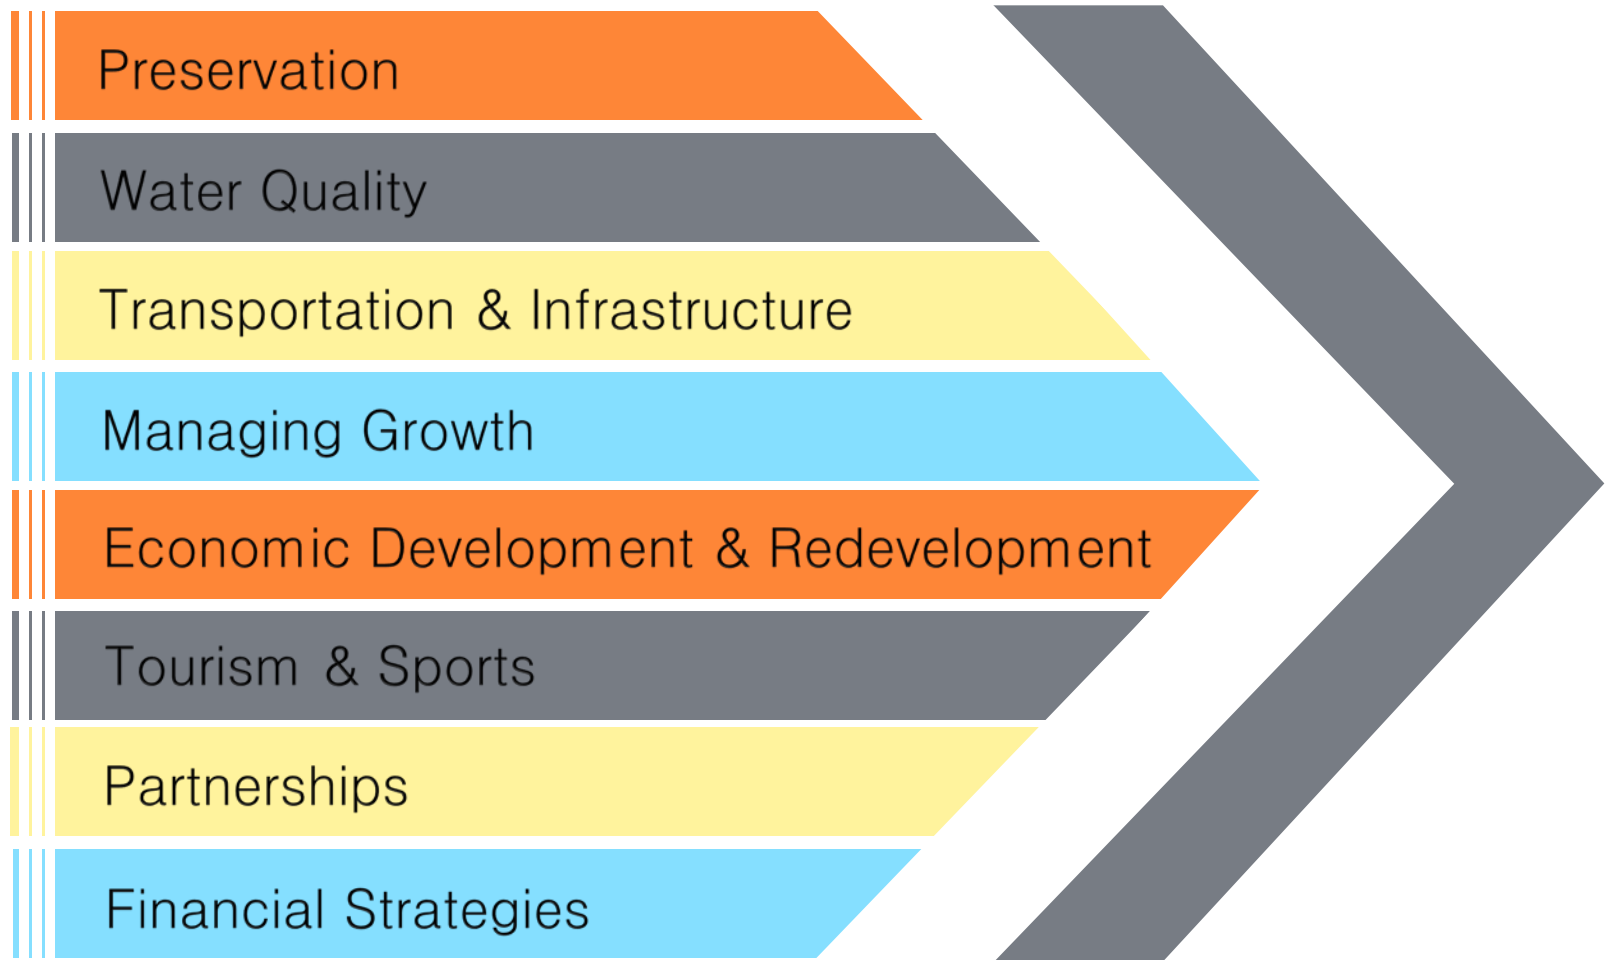 Preservation
Water Quality
Transportation & Infrastructure
Managing Growth
Economic Development & Redevelopment
Tourism & Sports
Partnerships
Financial Strategies